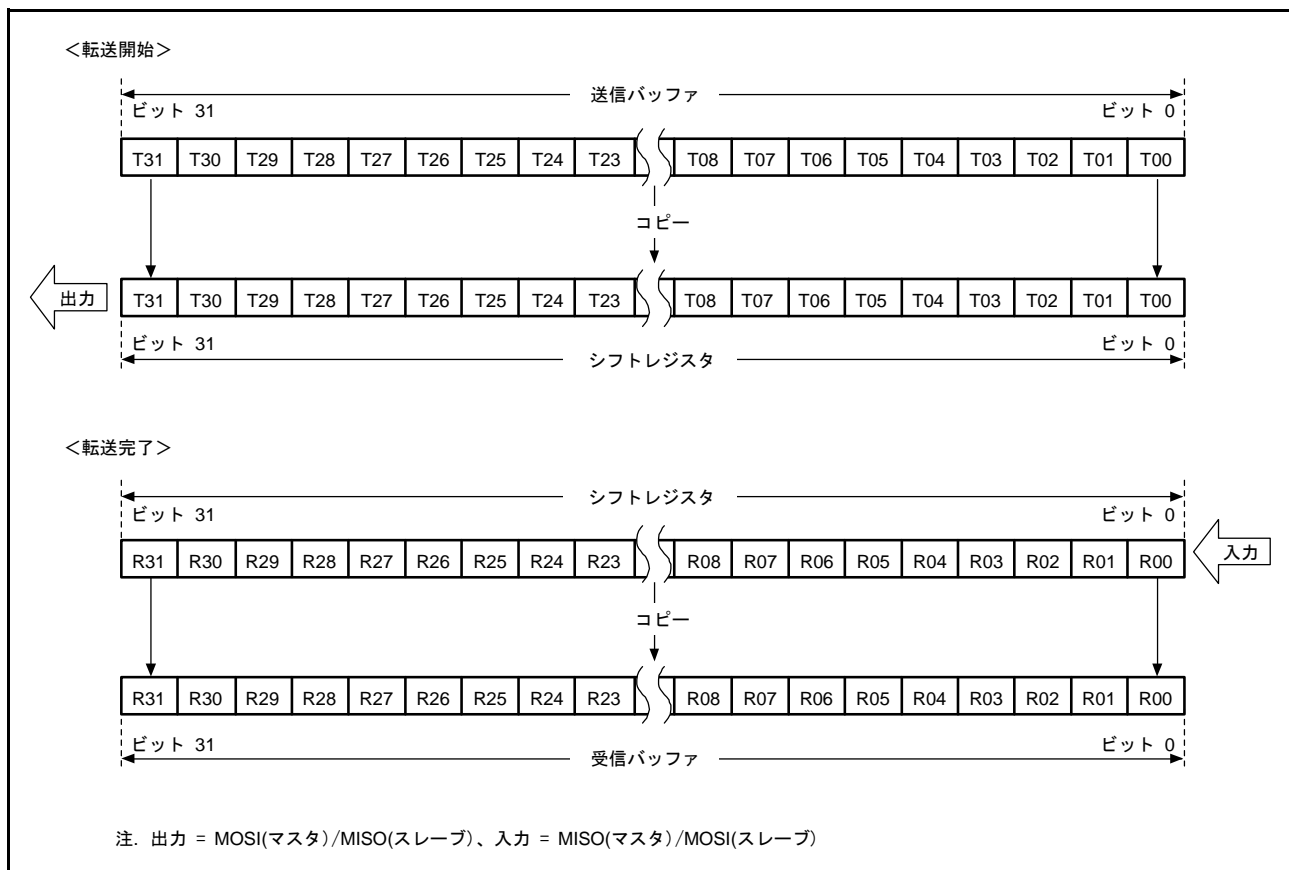 ＜転送開始＞
送信バッファ
ビット 31 ビット 0
T31 T30 T29 T28 T27 T26 T25 T24 T23 T08 T07 T06 T05 T04 T03 T02 T01 T00
コピー
出力 T31 T30 T29 T28 T27 T26 T25 T24 T23 T08 T07 T06 T05 T04 T03 T02 T01 T00
ビット 31 ビット 0
シフトレジスタ
＜転送完了＞
シフトレジスタ
ビット 31 ビット 0
R31 R30 R29 R28 R27 R26 R25 R24 R23 R08 R07 R06 R05 R04 R03 R02 R01 R00 入力
コピー
R31 R30 R29 R28 R27 R26 R25 R24 R23 R08 R07 R06 R05 R04 R03 R02 R01 R00
ビット 31 ビット 0
受信バッファ
注. 出力 = MOSI(マスタ)/MISO(スレーブ)、入力 = MISO(マスタ)/MOSI(スレーブ)